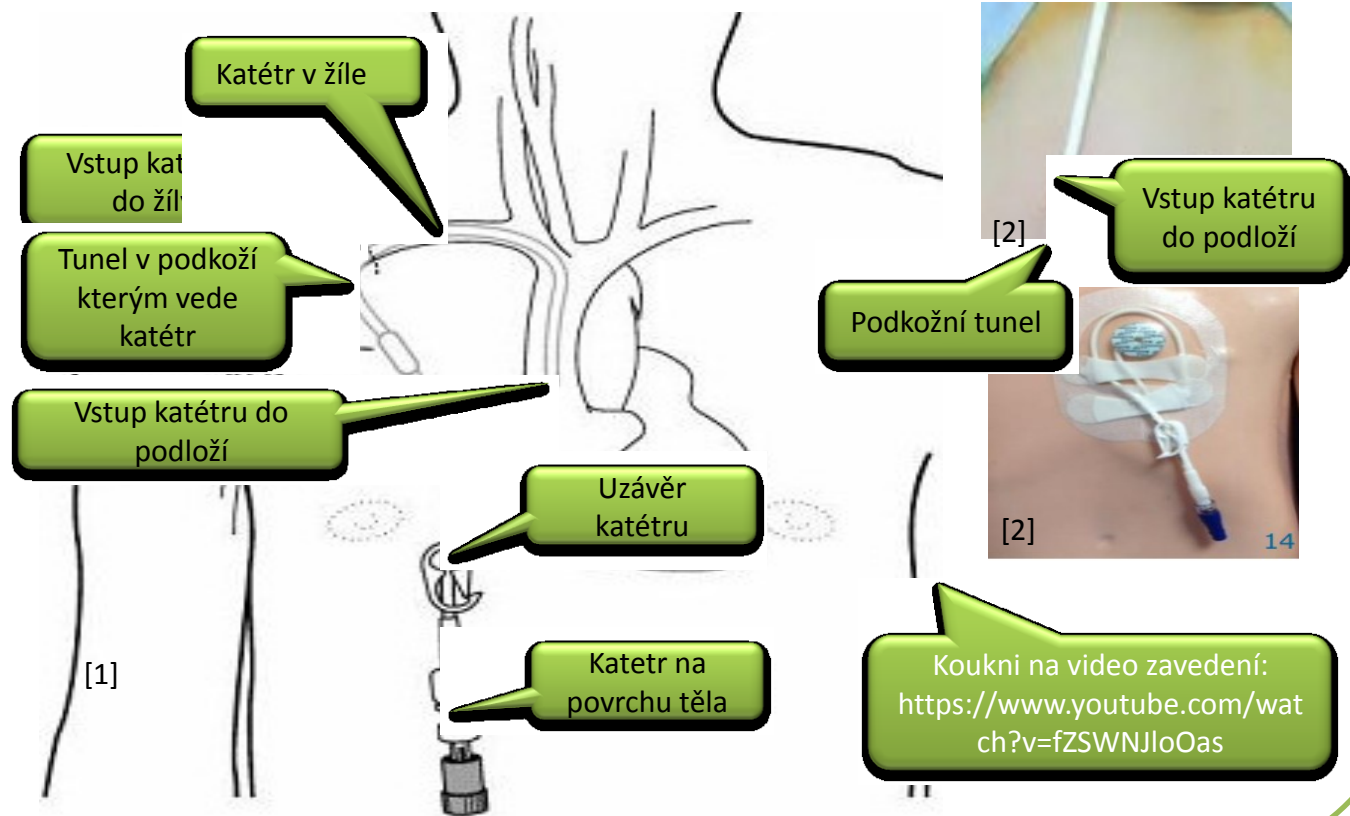 Katétr v žíle
Vstup
do
Tunel v podkoží
kterým vede
katétr
Vstup katétru do
podloží
Uzávěr
katétru
Katetr na
povrchu těla
[1]
[2]
Vstup katétru
do podloží
Podkožní tunel
[2]
14
Koukni na video zavedení:
https://www.youtube.com/wat
ch?v=fZSWNJloOas